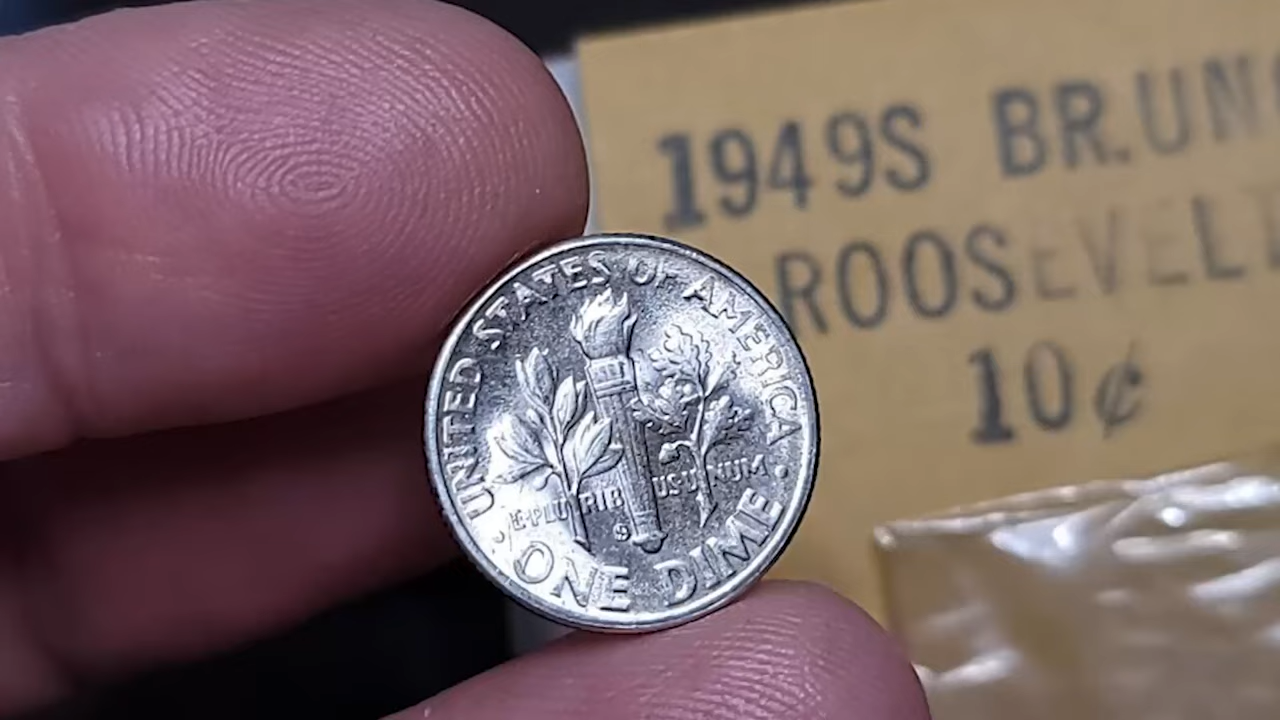 1949S BR.UN
ROOSEVELT
10¢
UNITED STATES OF AMERICA
E·PLURIBUS·UNUM
S
ONE DIME